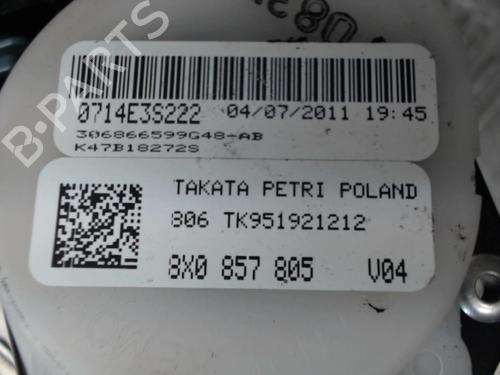 B-PARTS
0714E3S222 04/07/2011 19:45
306866599G48-AB
K47B18272S
TAKATA PETRI POLAND
806 TK951921212
8X0 857 805 V04